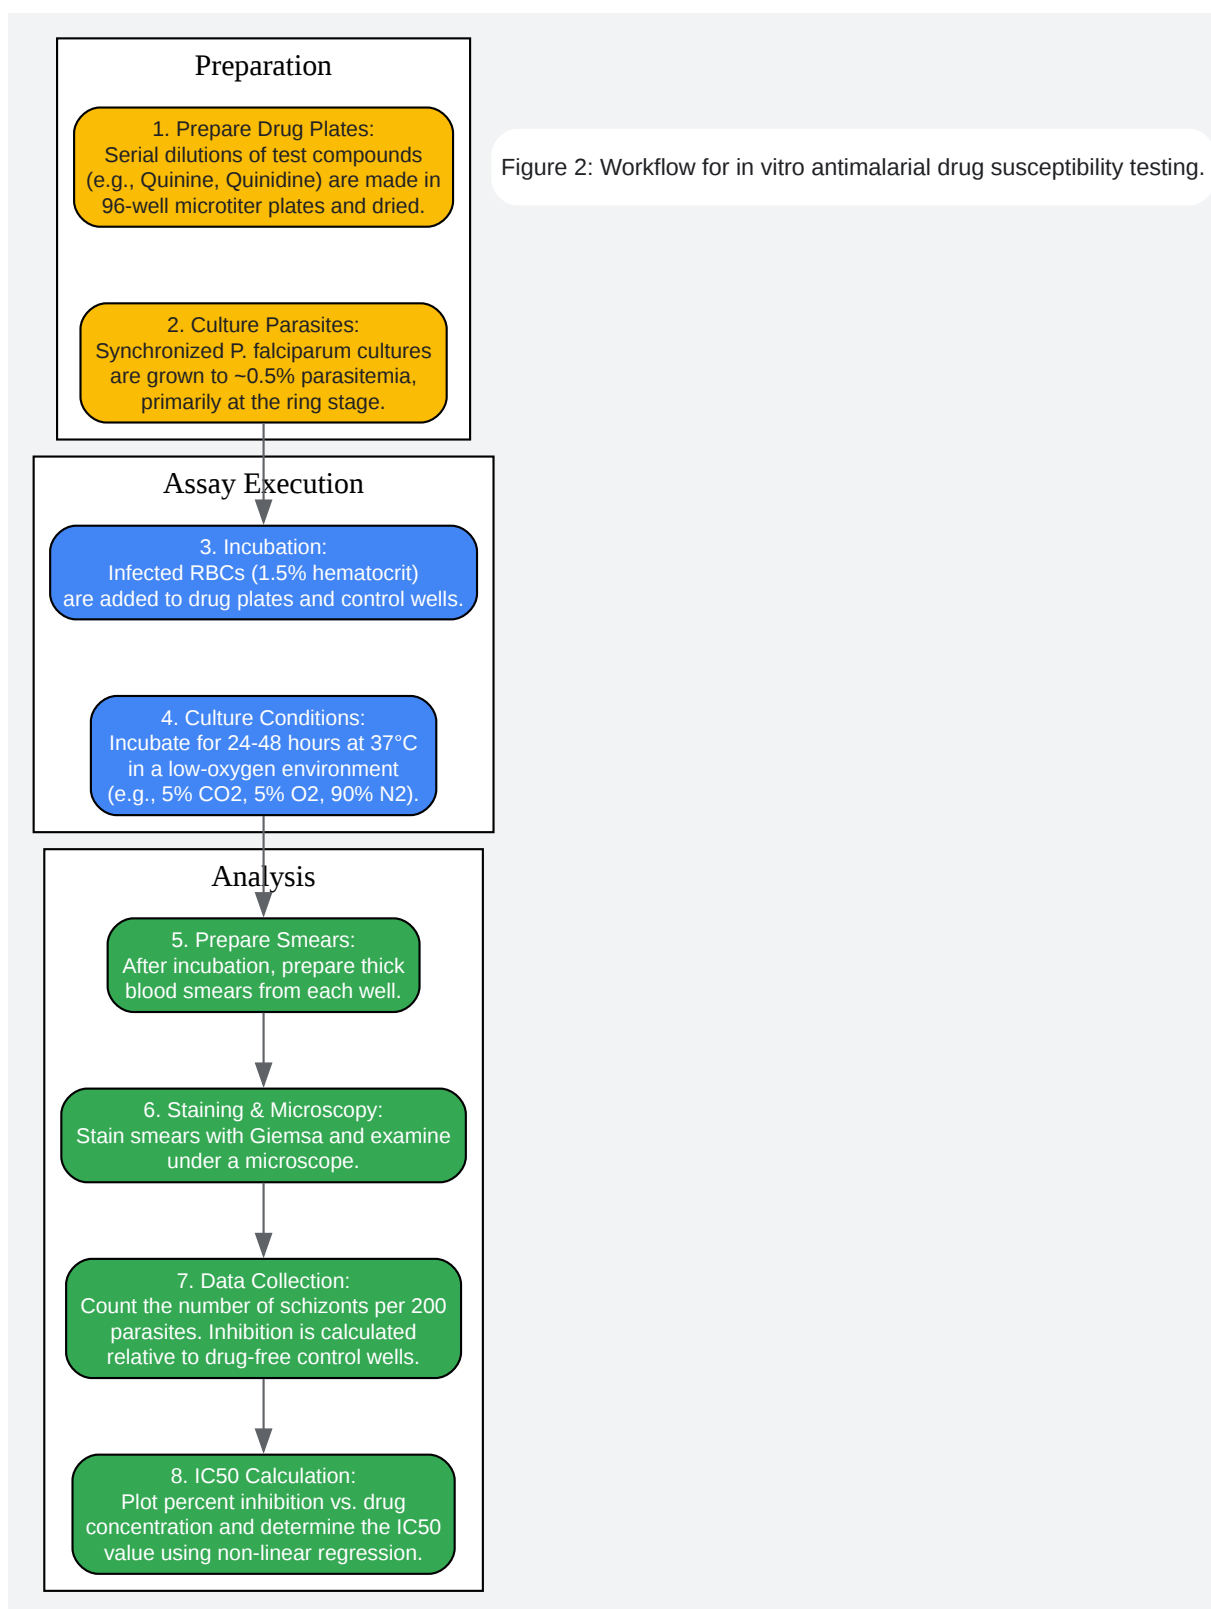 Preparation
1. Prepare Drug Plates:
Serial dilutions of test compounds
(e.g., Quinine, Quinidine) are made in
96-well microtiter plates and dried.
Figure 2: Workflow for in vitro antimalarial drug susceptibility testing.
2. Culture Parasites:
Synchronized P. falciparum cultures
are grown to ~0.5% parasitemia,
primarily at the ring stage.
Assay Execution
3. Incubation:
Infected RBCs (1.5% hematocrit)
are added to drug plates and control wells.
4. Culture Conditions:
Incubate for 24-48 hours at 37°C
in a low-oxygen environment
(e.g., 5% CO2, 5% O2, 90% N2).
Analysis
5. Prepare Smears:
After incubation, prepare thick
blood smears from each well.
6. Staining & Microscopy:
Stain smears with Giemsa and examine
under a microscope.
7. Data Collection:
Count the number of schizonts per 200
parasites. Inhibition is calculated
relative to drug-free control wells.
8. IC50 Calculation:
Plot percent inhibition vs. drug
concentration and determine the IC50
value using non-linear regression.